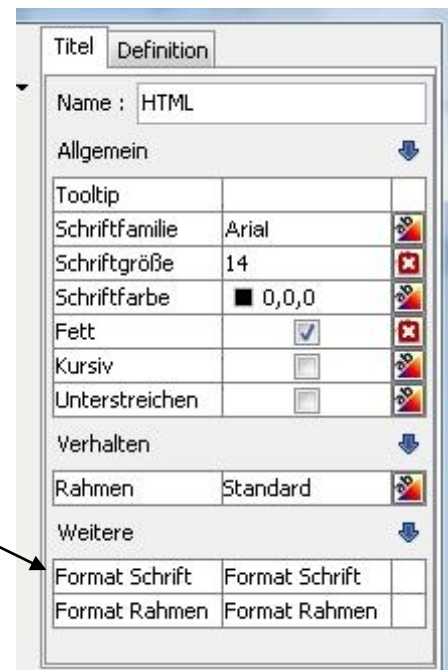 Titel Definition
Name : HTML
Allgemein
Tooltip
Schriftfamilie Arial
Schriftgröße 14
Schriftfarbe 0,0,0
Fett
Kursiv
Unterstreichen
Verhalten
Rahmen Standard
Weitere
Format Schrift Format Schrift
Format Rahmen Format Rahmen